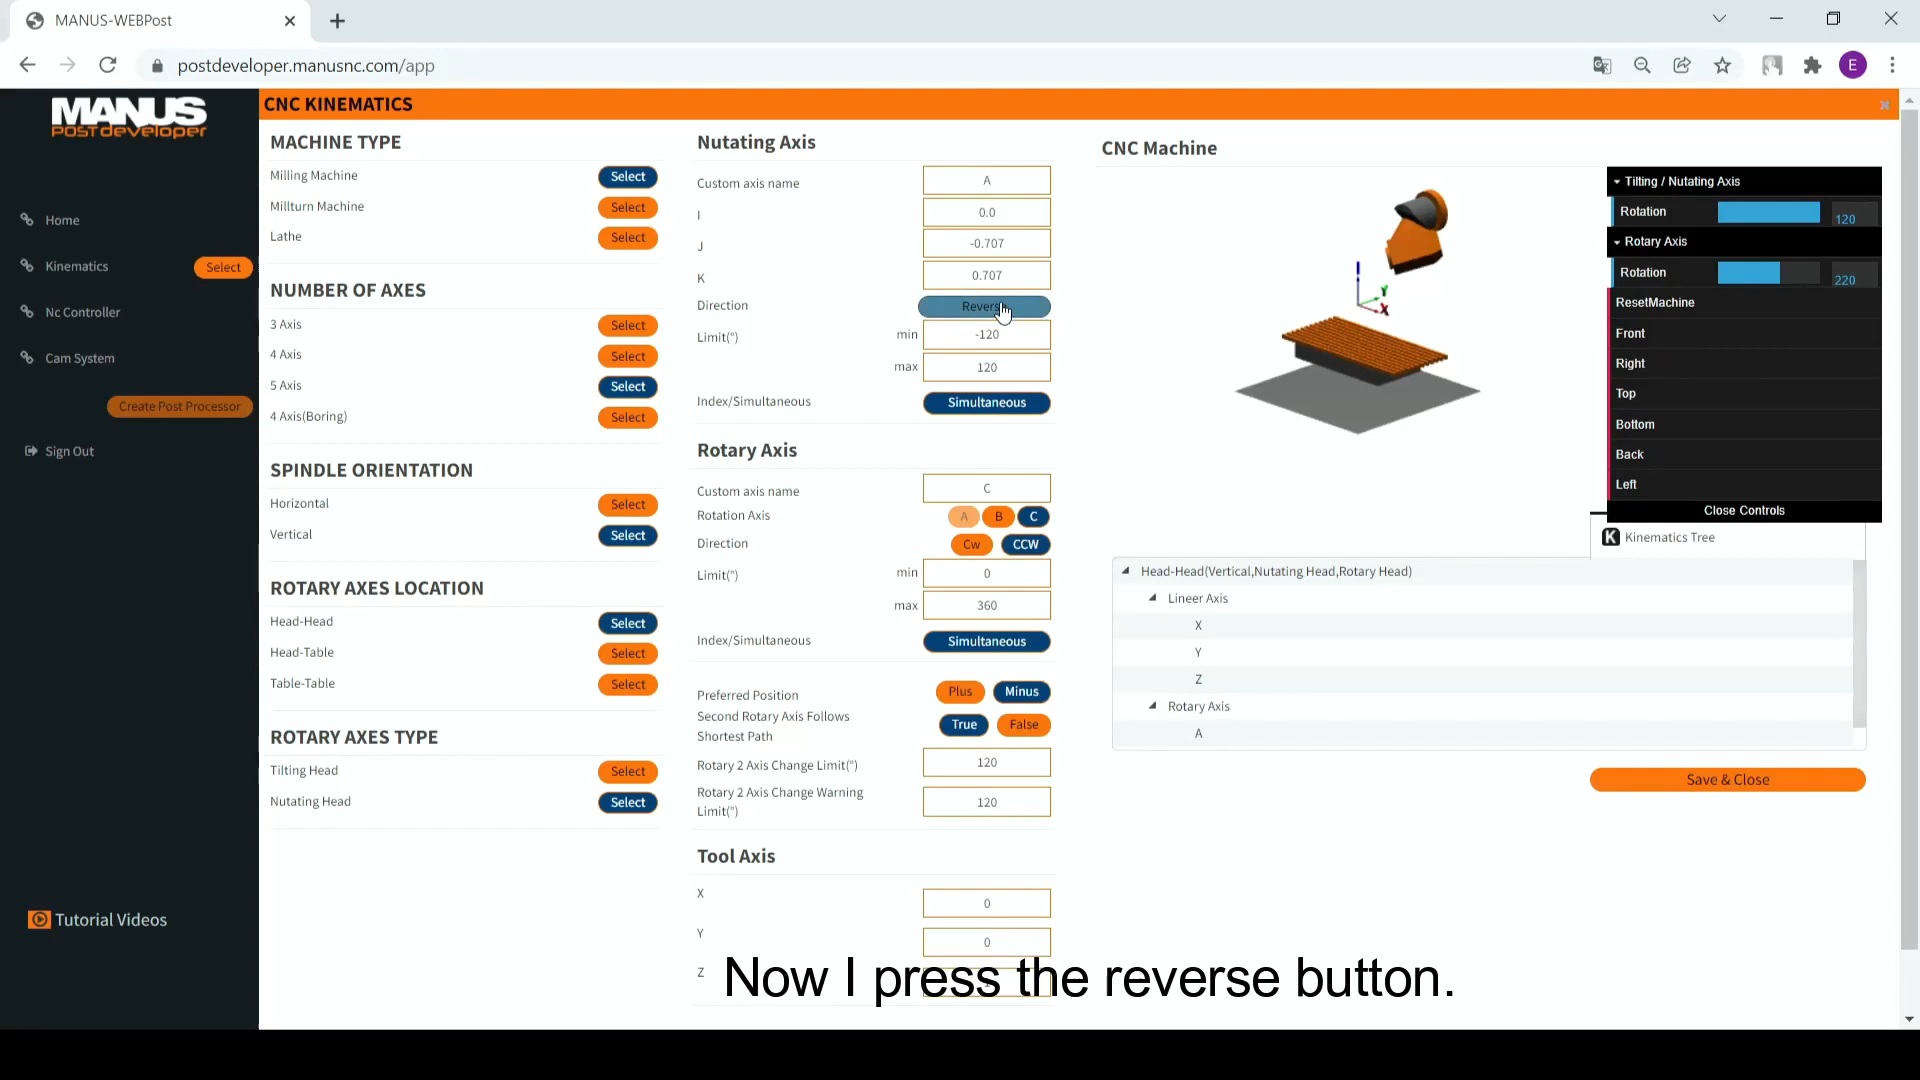 MANUS-WEBPost
postdeveloper.manusnc.com/app
E
MANUS
postdeveloper
Home
Kinematics
Select
Nc Controller
Cam System
Create Post Processor
Sign Out
Tutorial Videos
CNC KINEMATICS
MACHINE TYPE
Milling Machine Select
Millturn Machine Select
Lathe Select
NUMBER OF AXES
3 Axis Select
4 Axis Select
5 Axis Select
4 Axis(Boring) Select
SPINDLE ORIENTATION
Horizontal Select
Vertical Select
ROTARY AXES LOCATION
Head-Head Select
Head-Table Select
Table-Table Select
ROTARY AXES TYPE
Tilting Head Select
Nutating Head Select
Nutating Axis
Custom axis name A
I 0.0
J -0.707
K 0.707
Direction Reverse
Limit(°) min -120
max 120
Index/Simultaneous Simultaneous
Rotary Axis
Custom axis name C
Rotation Axis A B C
Direction Cw CCW
Limit(°) min 0
max 360
Index/Simultaneous Simultaneous
Preferred Position Plus Minus
Second Rotary Axis Follows
Shortest Path True False
Rotary 2 Axis Change Limit(°) 120
Rotary 2 Axis Change Warning
Limit(°) 120
Tool Axis
X 0
Y 0
Z
CNC Machine
Y
X
Tilting / Nutating Axis
Rotation 120
Rotary Axis
Rotation 220
ResetMachine
Front
Right
Top
Bottom
Back
Left
Close Controls
K Kinematics Tree
Head-Head(Vertical,Nutating Head,Rotary Head)
Lineer Axis
X
Y
Z
Rotary Axis
A
Save & Close
Now I press the reverse button.